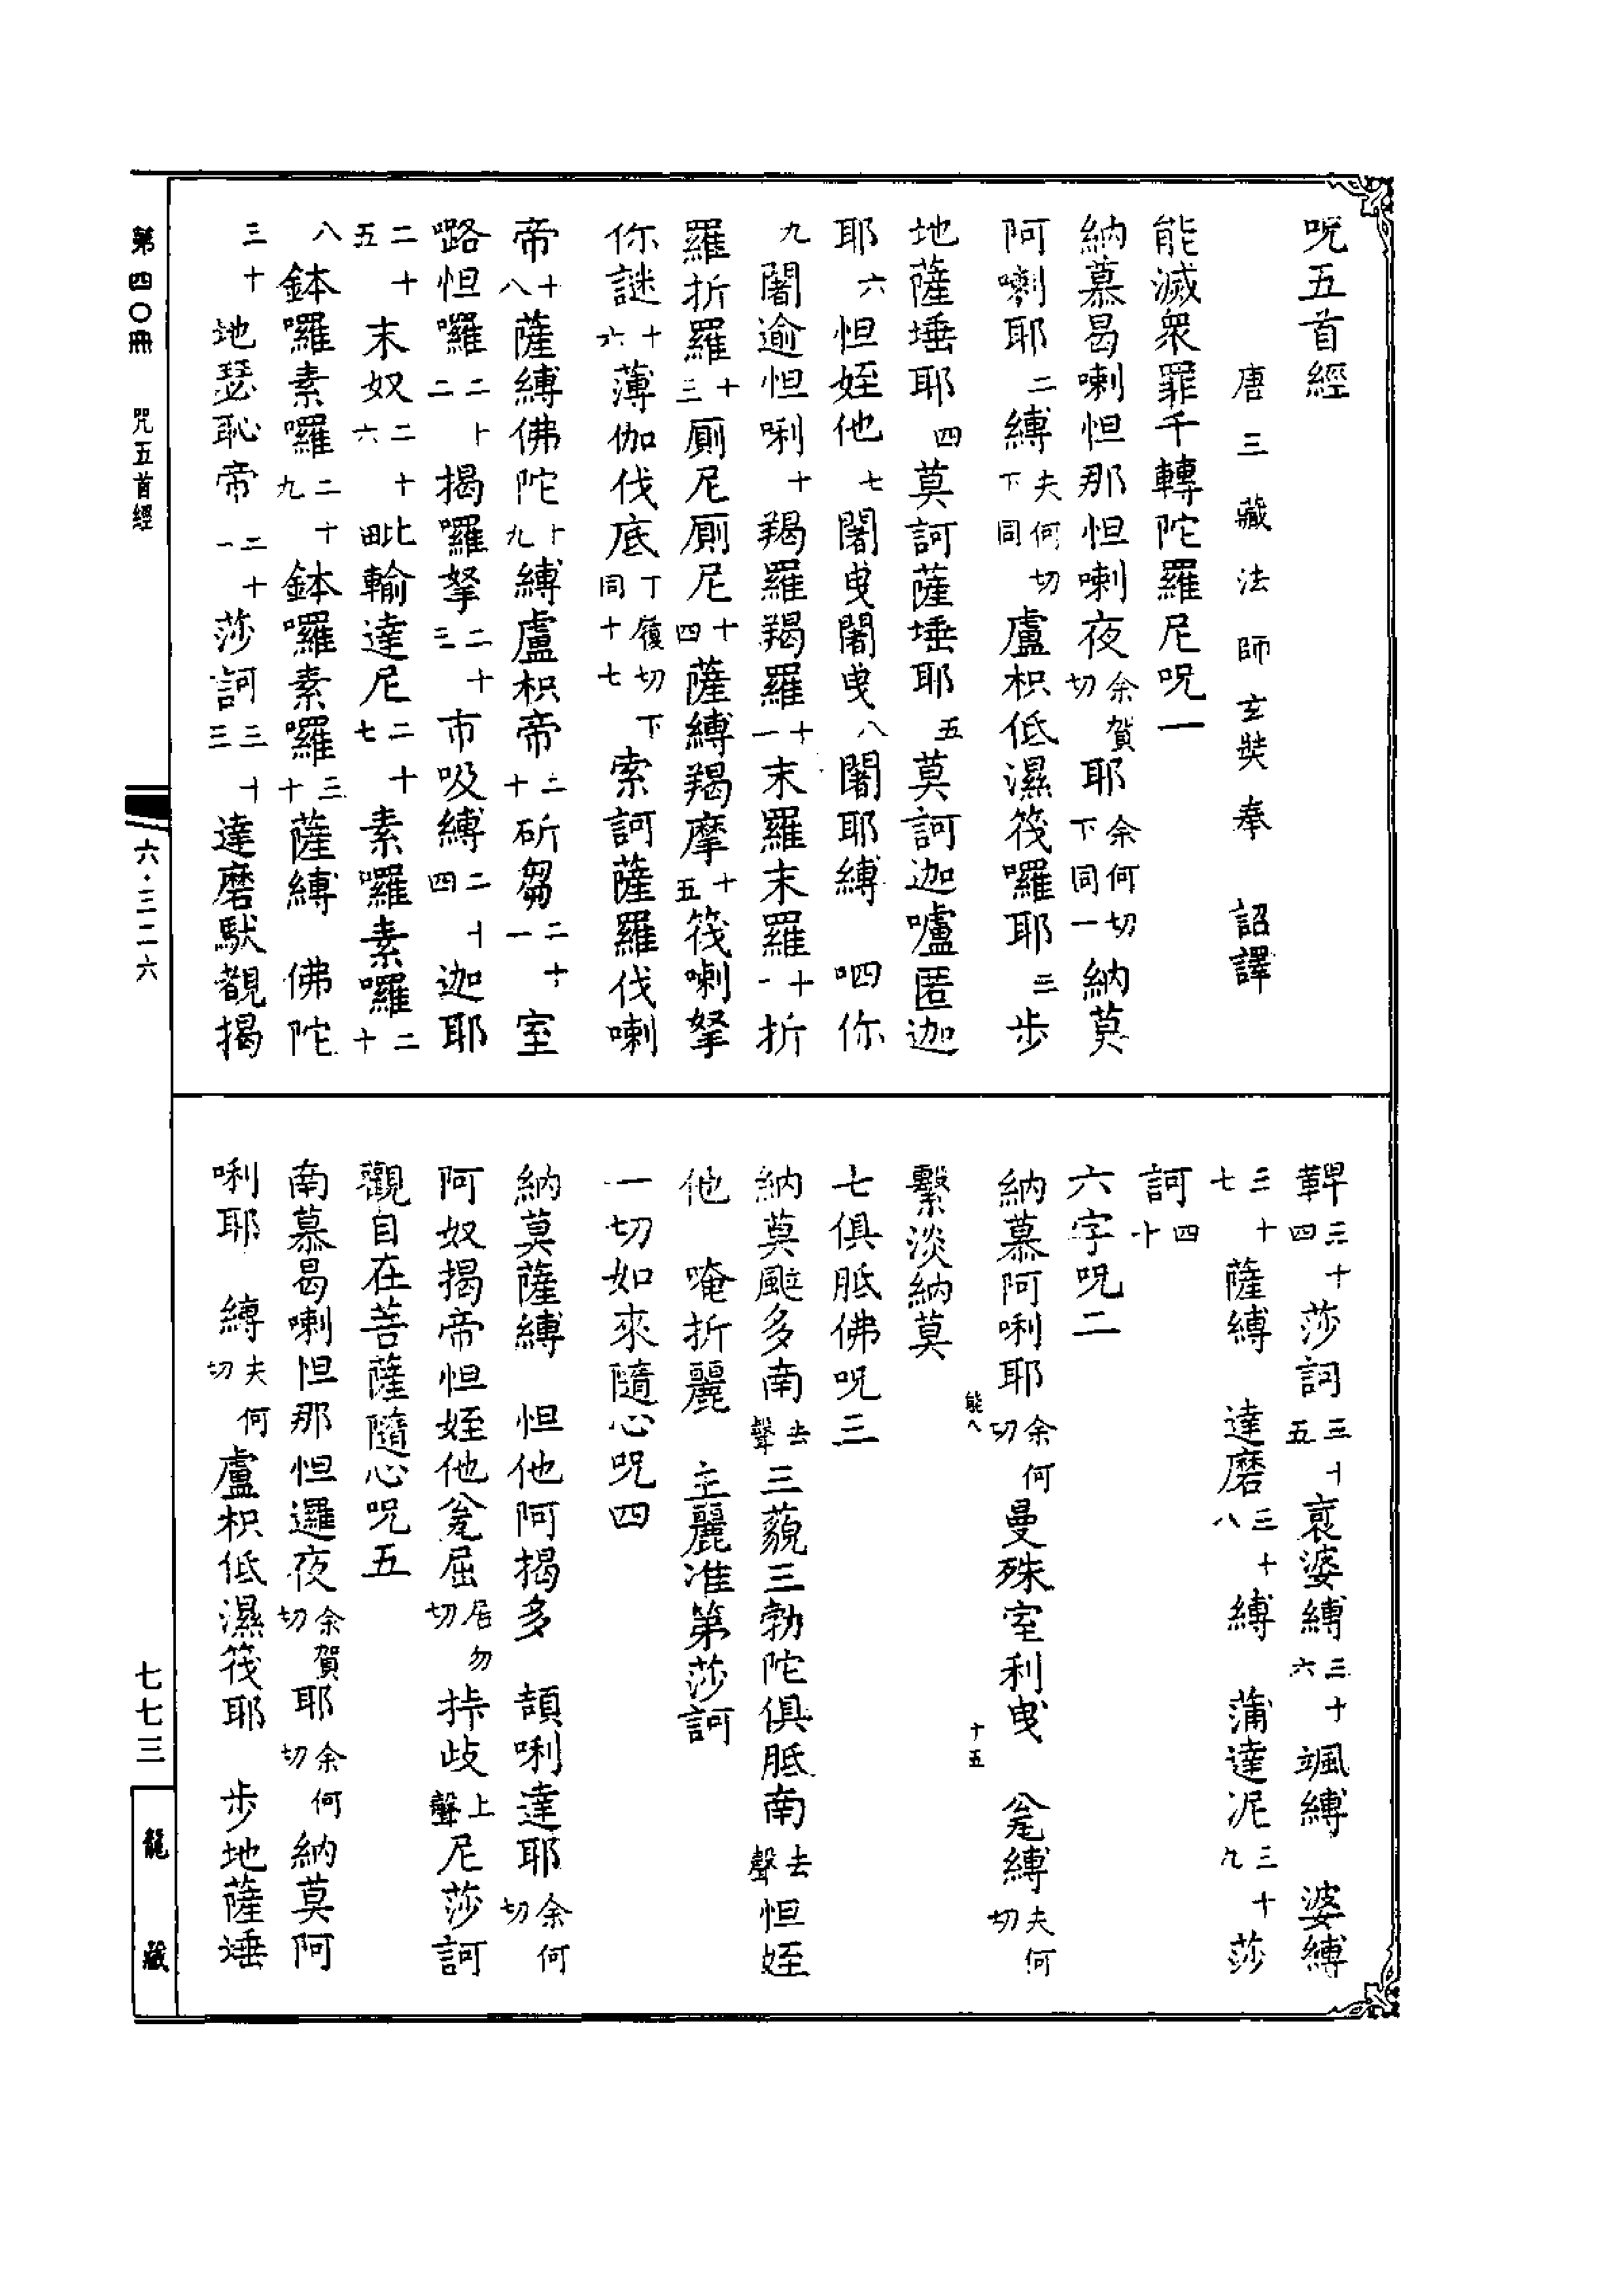 呪五首經
唐三藏法師玄奘奉 詔譯
能滅衆罪千轉陀羅尼呪一
納慕曷喇怛那怛喇夜余賀切耶余何切下同一納莫
阿喇耶二縛夫何切下同盧枳低濕筏囉耶三步
地薩埵耶四莫訶薩埵耶五莫訶迦嚧匿迦
耶六怛姪他七闍曳闍曳八闍耶縛 呬你
九闍逾怛唎十羯羅羯羅十一末羅末羅十一折
羅折羅十三厠尼厠尼十四薩縛羯摩十五筏喇拏
你謎十六薄伽伐底丁履切下同十七索訶薩羅伐喇
帝十八薩縛佛陀十九縛盧枳帝二十斫芻二十一室
嚕怛囉二十二揭囉拏二十三市吸縛二十四迦耶
二十五末奴二十六毗輸達尼二十七素囉素囉二十
八鉢囉素囉二十九鉢囉素囉三十薩縛 佛陀
三十地瑟恥帝二十一莎訶三十三達磨馱覩揭
鞞三十四莎訶三十五裒婆縛三十六颯縛 婆縛
三十七薩縛 達磨三十八縛 蒲達泥三十九莎
訶四十
六字呪二
納慕阿唎耶余何切曼殊室利曳 瓮縛夫何切
能八 十五
繫淡納莫
七俱胝佛呪三
納莫颭多南去聲三藐三勃陀俱胝南去聲怛姪
他 唵折麗 主麗准第莎訶
一切如來隨心呪四
納莫薩縛 怛他阿揭多 頡唎達耶余何切
阿奴揭帝怛姪他瓮屈居勿切挊歧上聲尼莎訶
觀自在菩薩隨心呪五
南慕曷喇怛那怛邏夜余賀切耶余何切納莫阿
唎耶 縛夫何切盧枳低濕筏耶 步地薩埵
第四〇冊 咒五首經
六·三二六
七七三
龍藏